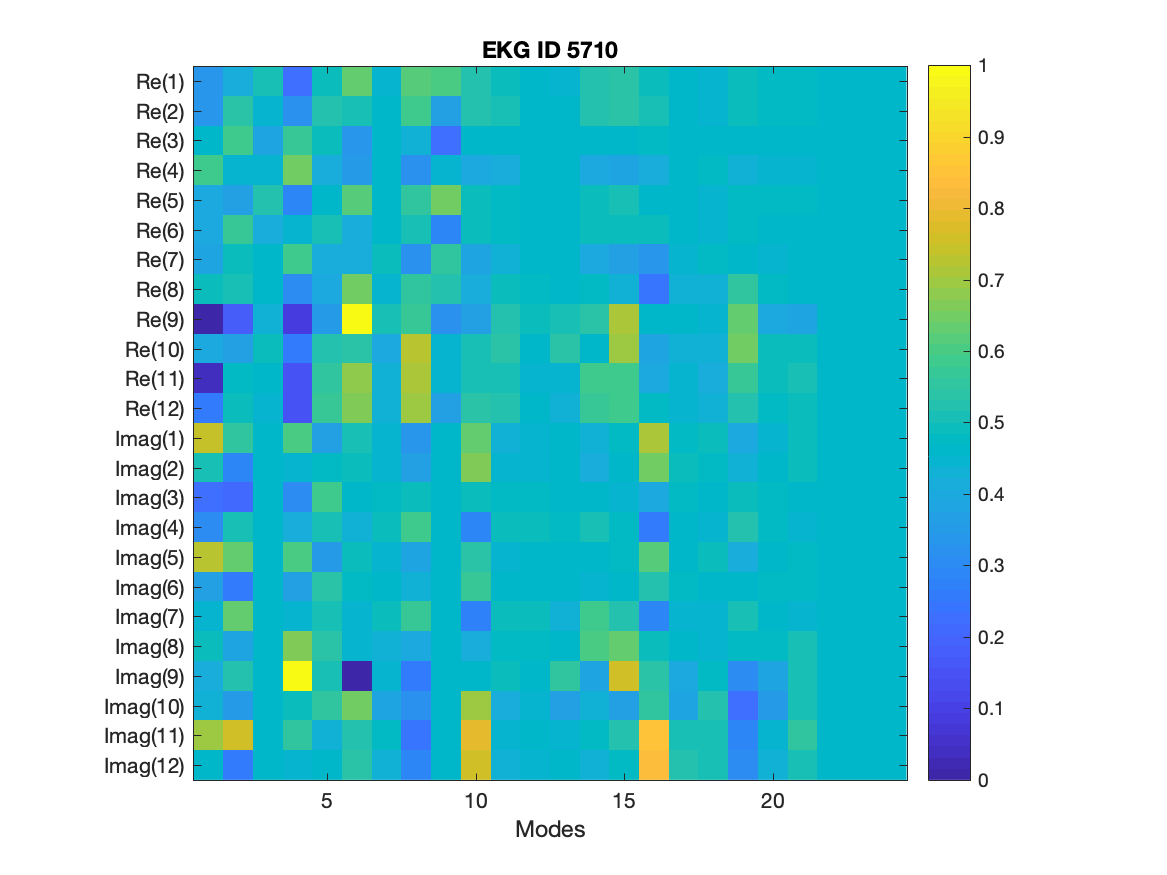 EKG ID 5710
Re(1)
Re(2)
Re(3)
Re(4)
Re(5)
Re(6)
Re(7)
Re(8)
Re(9)
Re(10)
Re(11)
Re(12)
Imag(1)
Imag(2)
Imag(3)
Imag(4)
Imag(5)
Imag(6)
Imag(7)
Imag(8)
Imag(9)
Imag(10)
Imag(11)
Imag(12)
5 10 15 20
Modes
1
0.9
0.8
0.7
0.6
0.5
0.4
0.3
0.2
0.1
0